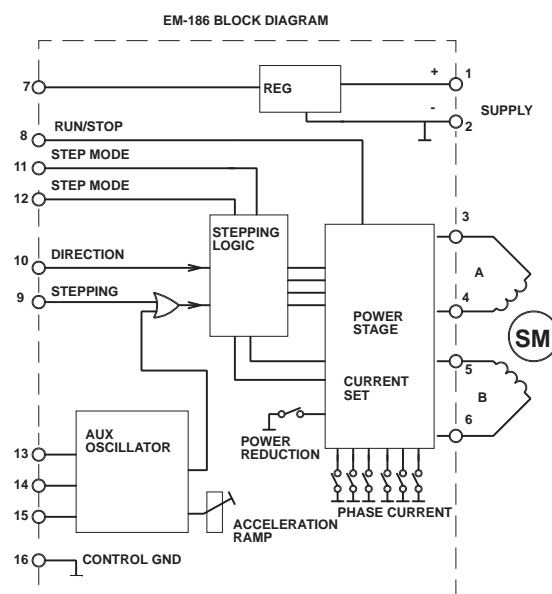 EM-186 BLOCK DIAGRAM
7
REG
+
1
-
2
SUPPLY
8
RUN/STOP
11
STEP MODE
12
STEP MODE
STEPPING
LOGIC
3
10
DIRECTION
A
9
STEPPING
4
POWER
STAGE
SM
5
CURRENT
SET
B
6
AUX
OSCILLATOR
POWER
REDUCTION
13
14
15
PHASE CURRENT
ACCELERATION
RAMP
16
CONTROL GND